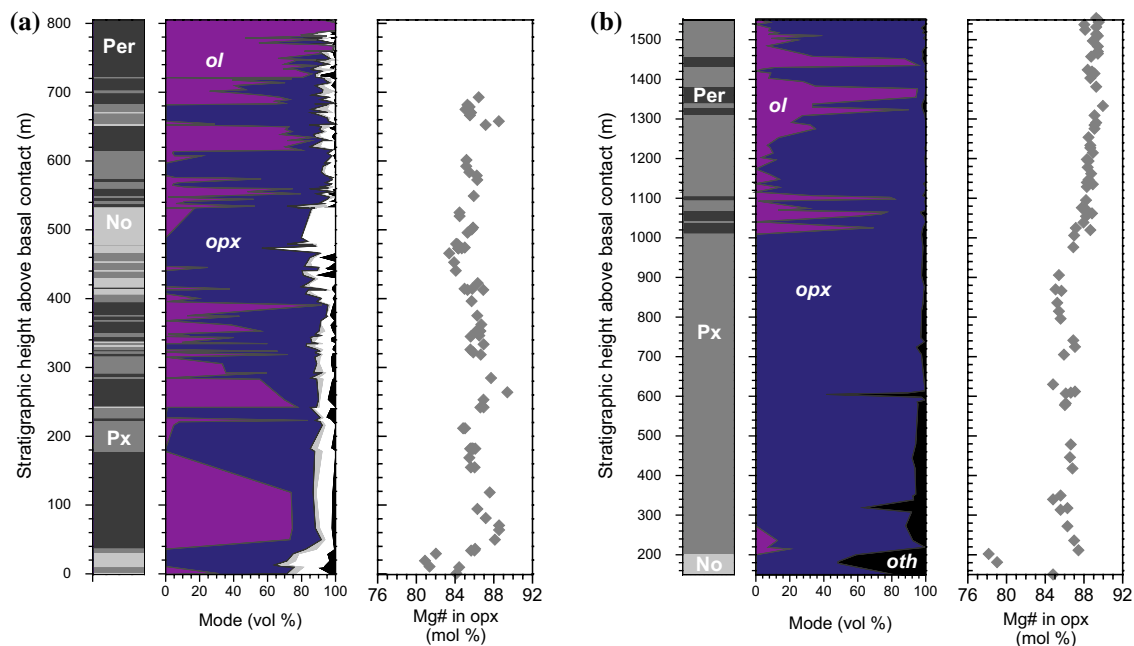 (a)
Stratigraphic height above basal contact (m)
800
700
600
500
400
300
200
100
0
Per
No
Px
ol
opx
0 20 40 60 80 100
Mode (vol %)
76 80 84 88 92
Mg# in opx
(mol %)
(b)
Stratigraphic height above basal contact (m)
1500
1400
1300
1200
1100
1000
900
800
700
600
500
400
300
200
Per
Px
No
ol
opx
oth
0 20 40 60 80 100
Mode (vol %)
76 80 84 88 92
Mg# in opx
(mol %)